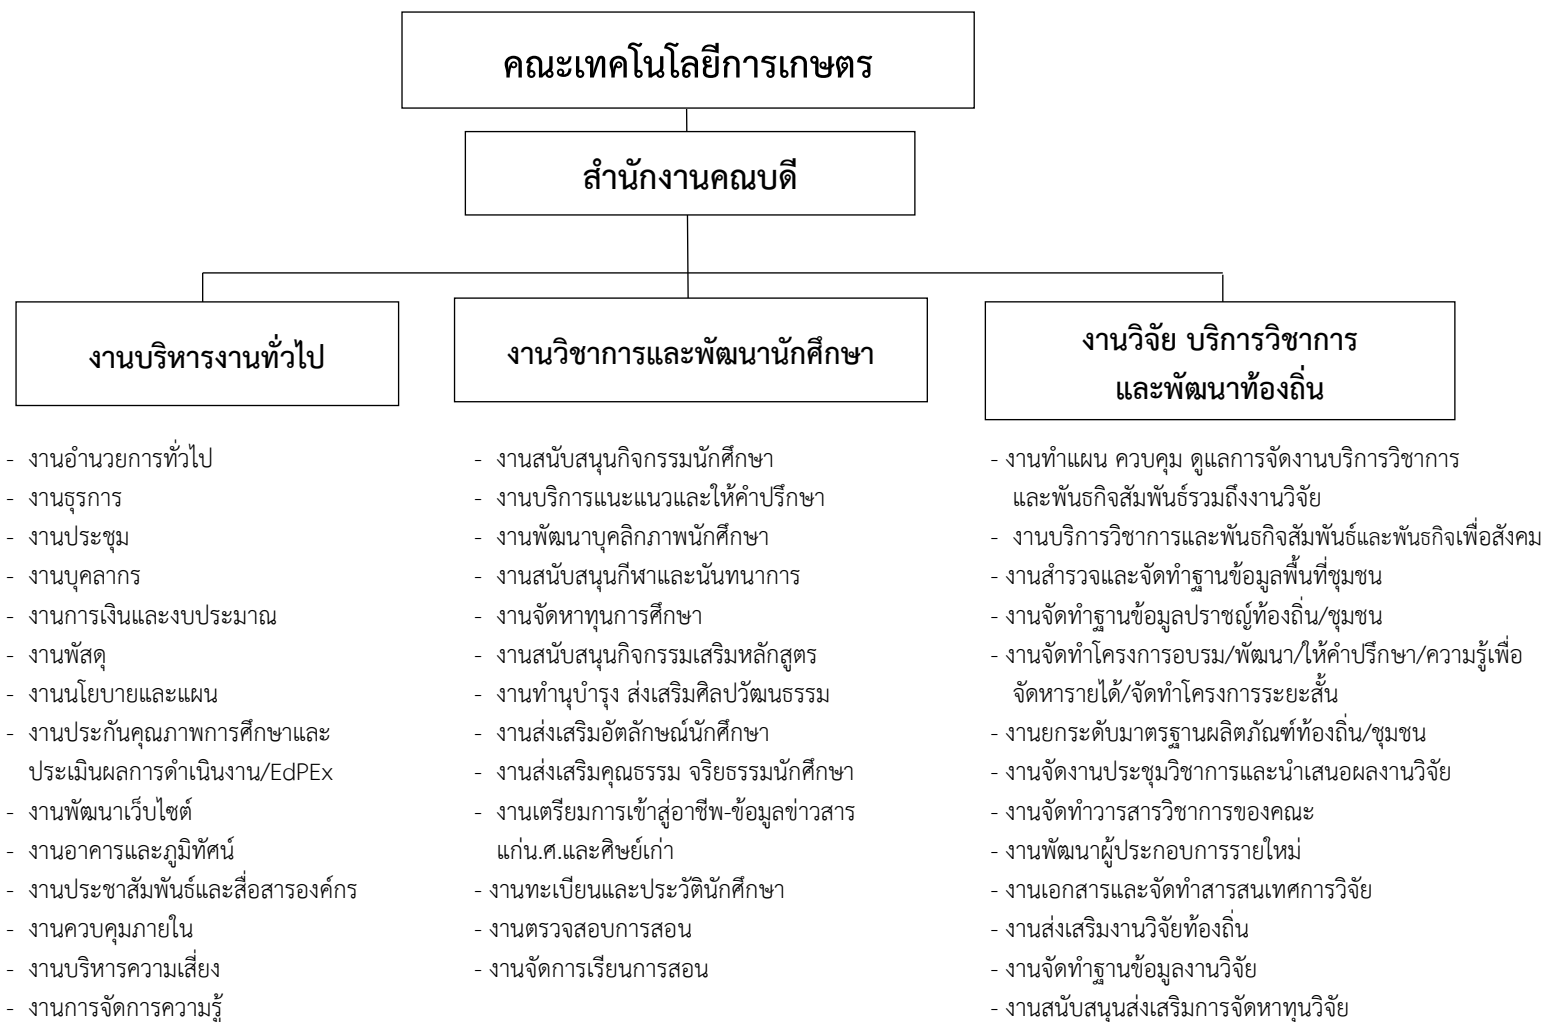 คณะเทคโนโลยีการเกษตร
สำนักงานคณบดี
งานบริหารงานทั่วไป
- งานอำนวยการทั่วไป
- งานธุรการ
- งานประชุม
- งานบุคลากร
- งานการเงินและงบประมาณ
- งานพัสดุ
- งานนโยบายและแผน
- งานประกันคุณภาพการศึกษาและ
ประเมินผลการดำเนินงาน/EdPEx
- งานพัฒนาเว็บไซต์
- งานอาคารและภูมิทัศน์
- งานประชาสัมพันธ์และสื่อสารองค์กร
- งานควบคุมภายใน
- งานบริหารความเสี่ยง
- งานการจัดการความรู้
งานวิชาการและพัฒนานักศึกษา
- งานสนับสนุนกิจกรรมนักศึกษา
- งานบริการแนะแนวและให้คำปรึกษา
- งานพัฒนาบุคลิกภาพนักศึกษา
- งานสนับสนุนกีฬาและนันทนาการ
- งานจัดหาทุนการศึกษา
- งานสนับสนุนกิจกรรมเสริมหลักสูตร
- งานทำนุบำรุง ส่งเสริมศิลปวัฒนธรรม
- งานส่งเสริมอัตลักษณ์นักศึกษา
- งานส่งเสริมคุณธรรม จริยธรรมนักศึกษา
- งานเตรียมการเข้าสู่อาชีพ-ข้อมูลข่าวสาร
แก่น.ศ.และศิษย์เก่า
- งานทะเบียนและประวัตินักศึกษา
- งานตรวจสอบการสอน
- งานจัดการเรียนการสอน
งานวิจัย บริการวิชาการ
และพัฒนาท้องถิ่น
- งานทำแผน ควบคุม ดูแลการจัดงานบริการวิชาการ
และพันธกิจสัมพันธ์รวมถึงงานวิจัย
- งานบริการวิชาการและพันธกิจสัมพันธ์และพันธกิจเพื่อสังคม
- งานสำรวจและจัดทำฐานข้อมูลพื้นที่ชุมชน
- งานจัดทำฐานข้อมูลปราชญ์ท้องถิ่น/ชุมชน
- งานจัดทำโครงการอบรม/พัฒนา/ให้คำปรึกษา/ความรู้เพื่อ
จัดหารายได้/จัดทำโครงการระยะสั้น
- งานยกระดับมาตรฐานผลิตภัณฑ์ท้องถิ่น/ชุมชน
- งานจัดงานประชุมวิชาการและนำเสนอผลงานวิจัย
- งานจัดทำวารสารวิชาการของคณะ
- งานพัฒนาผู้ประกอบการรายใหม่
- งานเอกสารและจัดทำสารสนเทศการวิจัย
- งานส่งเสริมงานวิจัยท้องถิ่น
- งานจัดทำฐานข้อมูลงานวิจัย
- งานสนับสนุนส่งเสริมการจัดหาทุนวิจัย